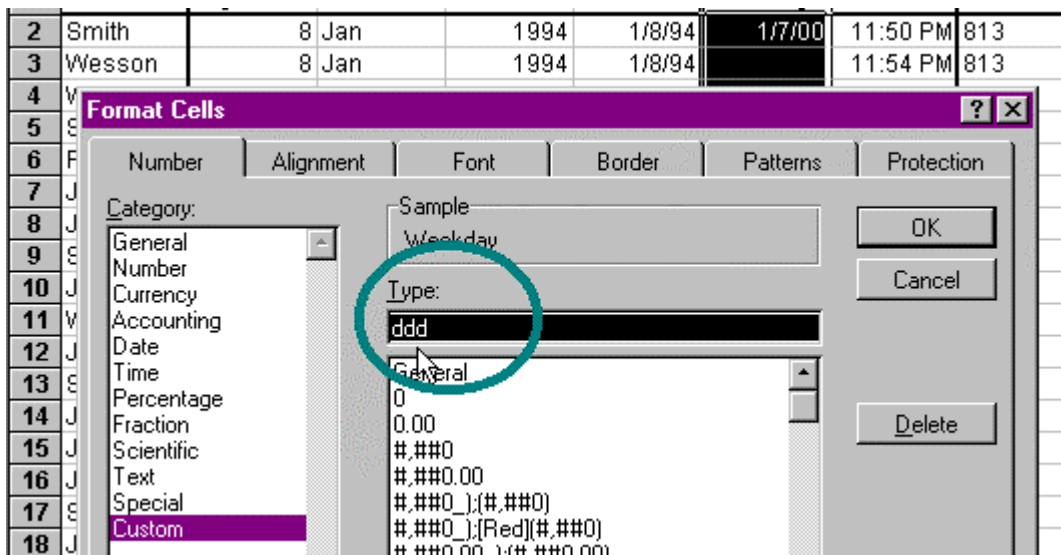 2 Smith 8 Jan 1994 1/8/94 1/7/00 11:50 PM 813
3 Wesson 8 Jan 1994 1/8/94 11:54 PM 813
4
Format Cells ? ×
5 S
6 F
Number Alignment Font Border Patterns Protection
7 J
Category: Sample
8 J
General Weekday OK
9 S
Number
10 J
Currency Type: Cancel
11
Accounting ddd
12 J
Date
13 S
Time General
Percentage 0
14 J
Fraction 0.00 Delete
15 J
Scientific #,##0
16 J
Text #,##0.00
17 S
Special #,##0_);(#,##0)
Custom #,##0_);[Red](#,##0)
18 J
#,##0.00_);(#,##0.00)